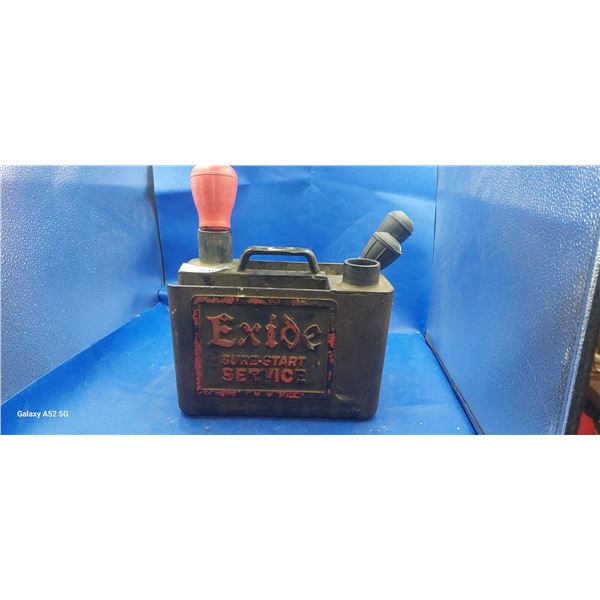 Exide
SURE-START
SERVICE
Galaxy A52 5G